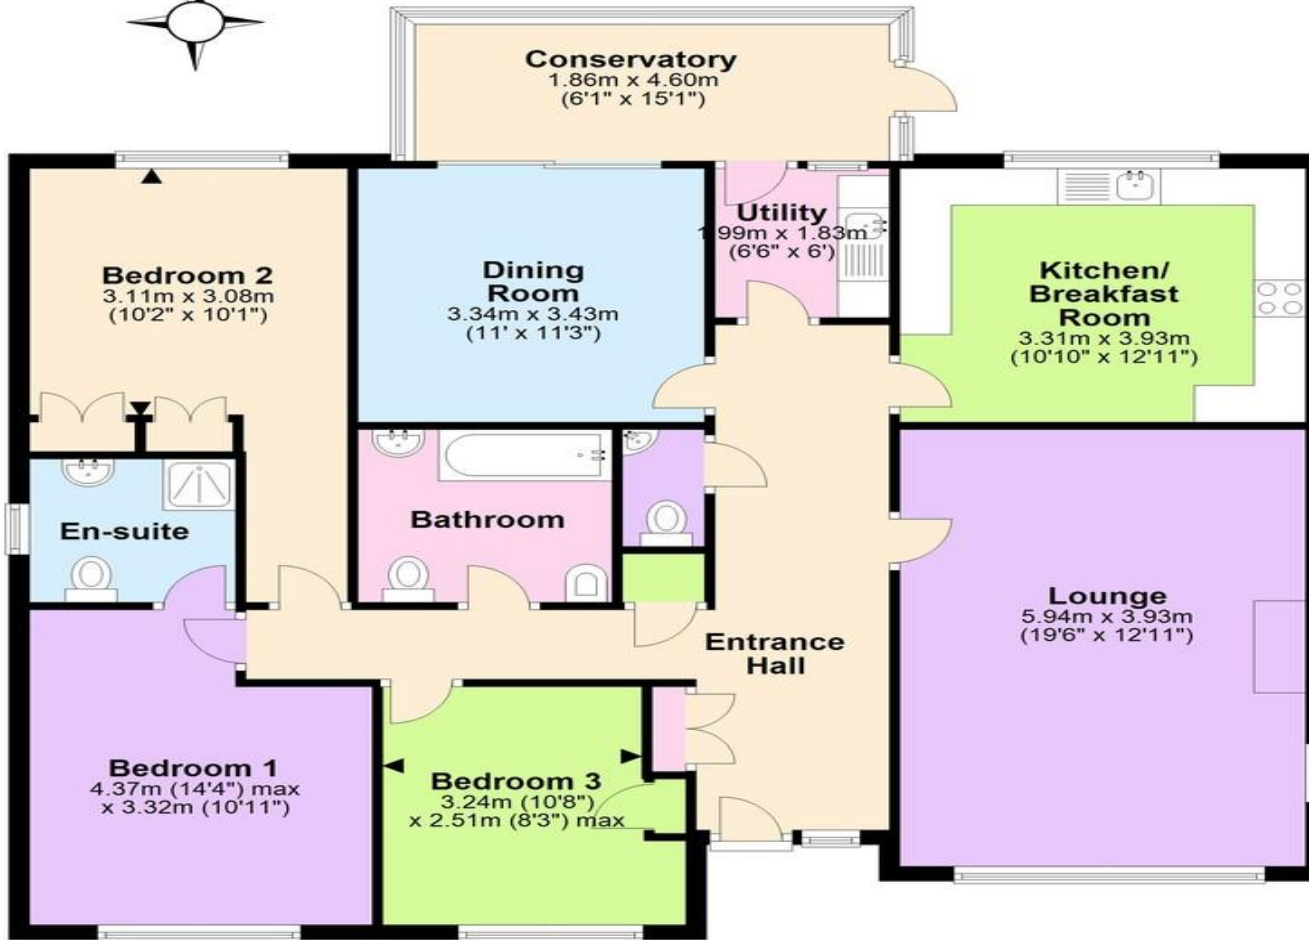 Conservatory
1.86m x 4.60m
(6'1" x 15'1")
Utility
1.99m x 1.83m
(6'6" x 6')
Bedroom 2
3.11m x 3.08m
(10'2" x 10'1")
Dining
Room
3.34m x 3.43m
(11' x 11'3")
Kitchen/
Breakfast
Room
3.31m x 3.93m
(10'10" x 12'11")
En-suite
Bathroom
Lounge
5.94m x 3.93m
(19'6" x 12'11")
Entrance
Hall
Bedroom 1
4.37m (14'4") max
x 3.32m (10'11")
Bedroom 3
3.24m (10'8")
x 2.51m (8'3") max